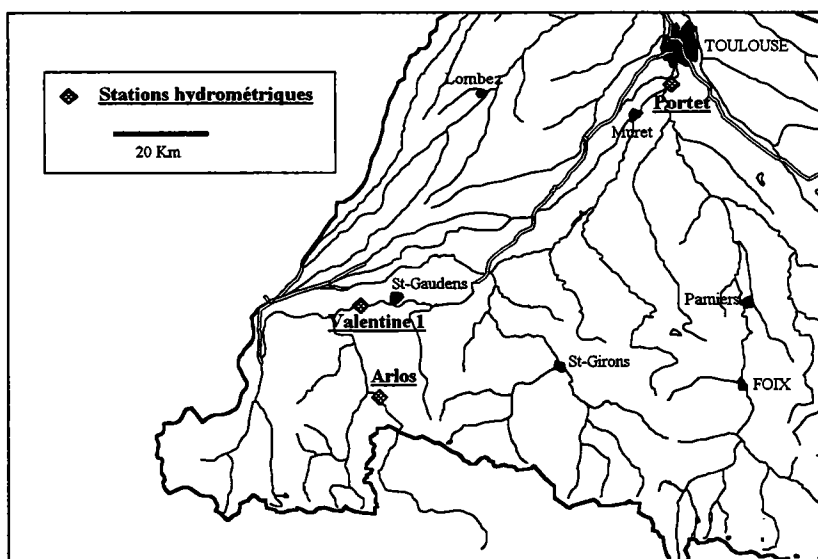 TOULOUSE
Lombez
Stations hydrométriques
Portet
Muret
20 Km
St-Gaudens
Pamiers
Valentine 1
St-Girons
Arlos
FOIX